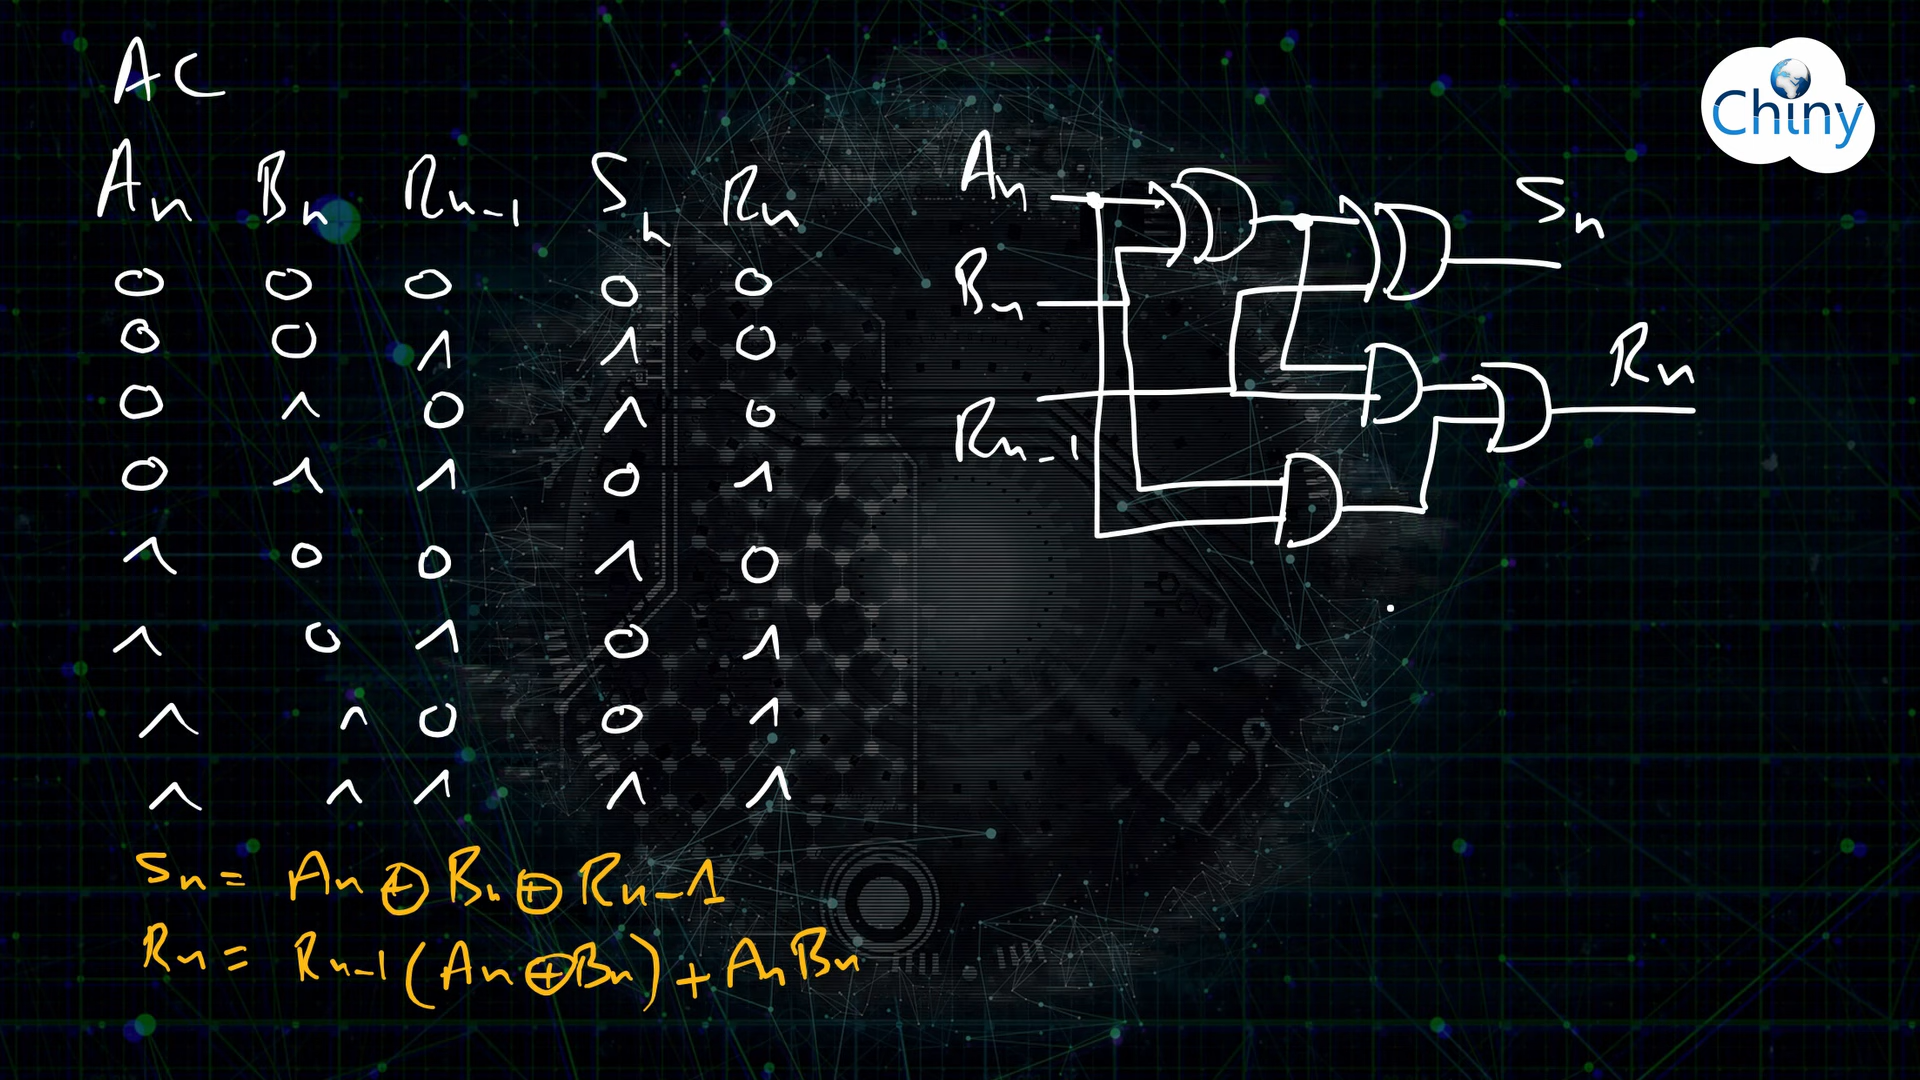 AC
An Bn Rn-1 Sn Rn
0 0 0 0 0
0 0 1 1 0
0 1 0 1 0
0 1 1 0 1
1 0 0 1 0
1 0 1 0 1
1 1 0 0 1
1 1 1 1 1
Sn = An ⊕ Bn ⊕ Rn-1
Rn = Rn-1 (An ⊕ Bn) + An Bn
An
Bn
Rn-1
Sn
Rn
Chiny